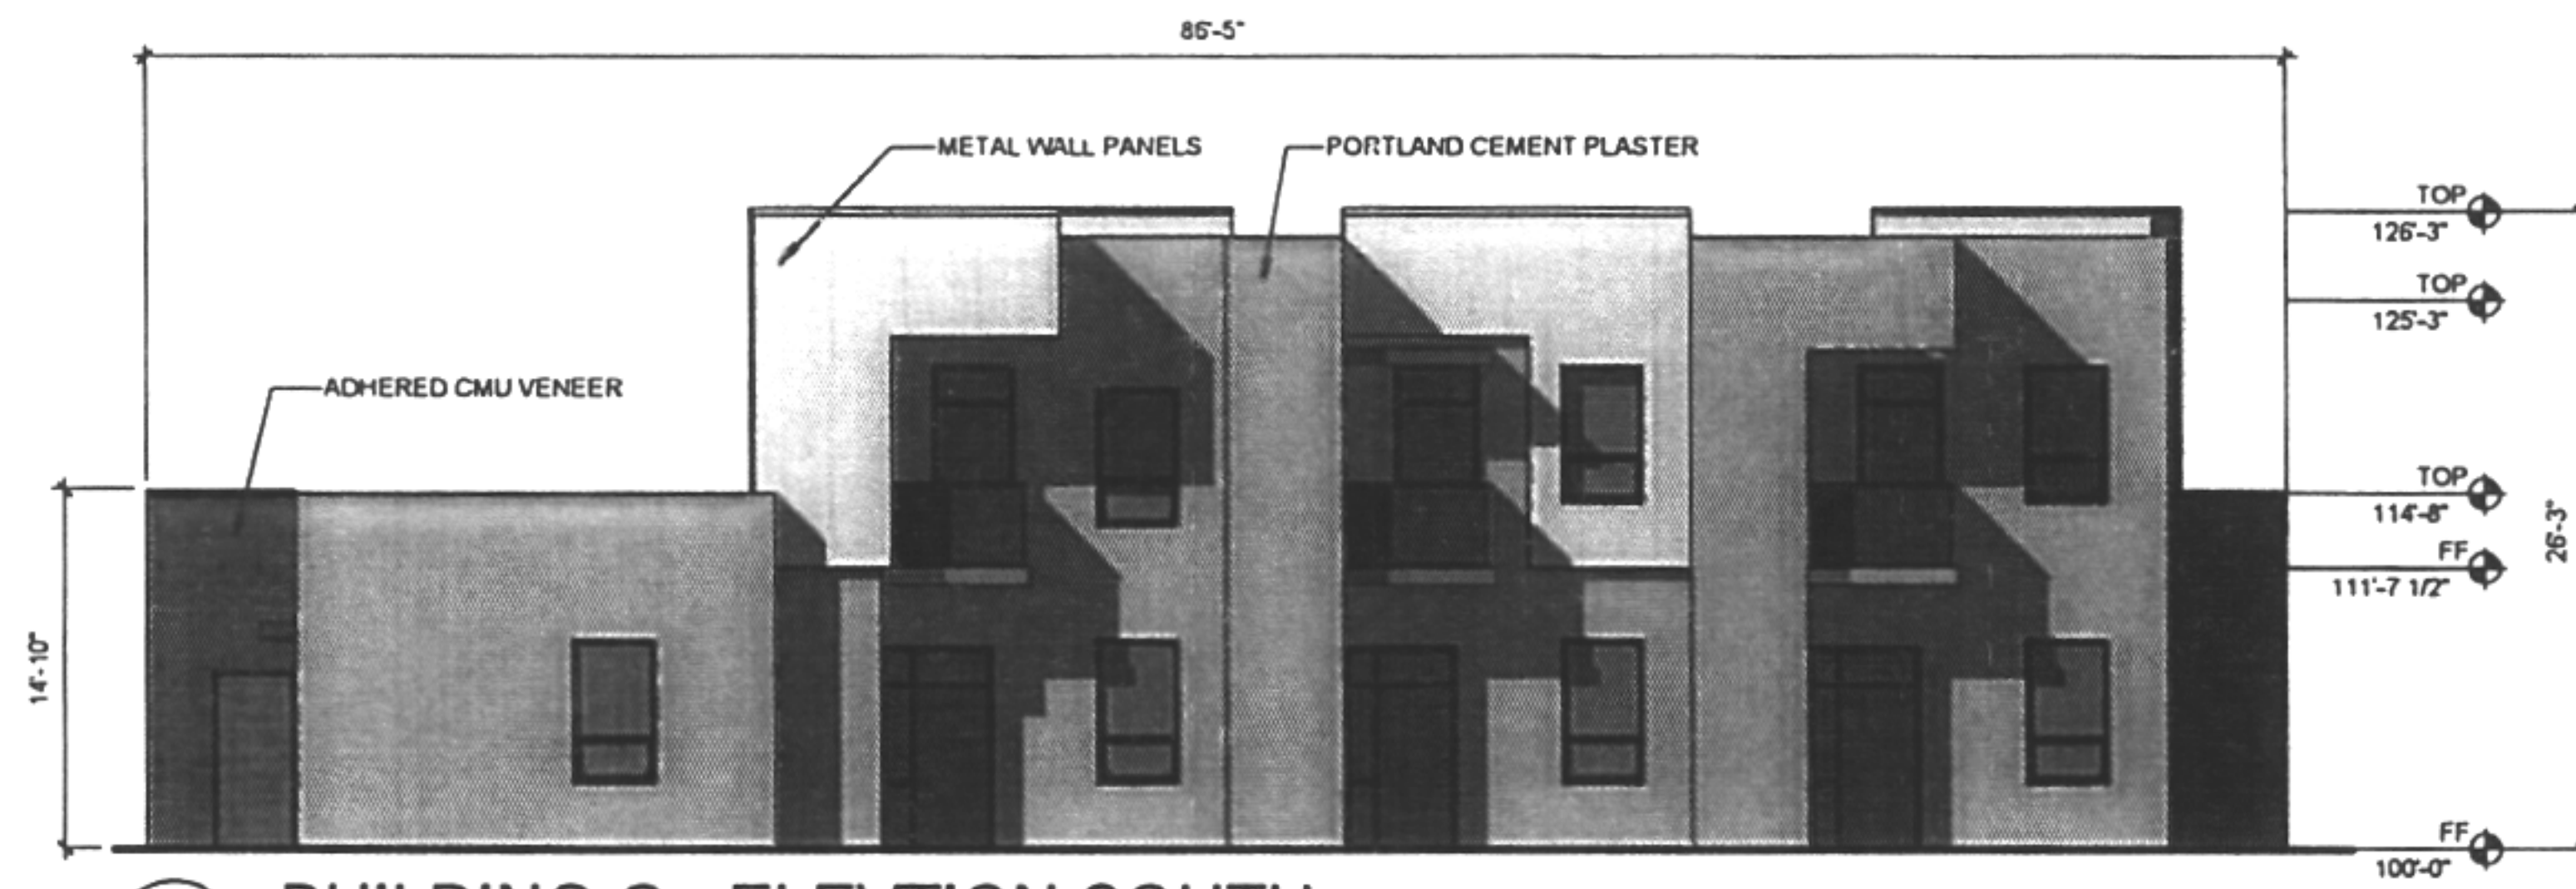 86'-5"
METAL WALL PANELS
PORTLAND CEMENT PLASTER
ADHERED CMU VENEER
TOP
126'-3"
TOP
125'-3"
TOP
114'-8"
FF
111'-7 1/2"
FF
100'-0"
26'-3"
14'-10"